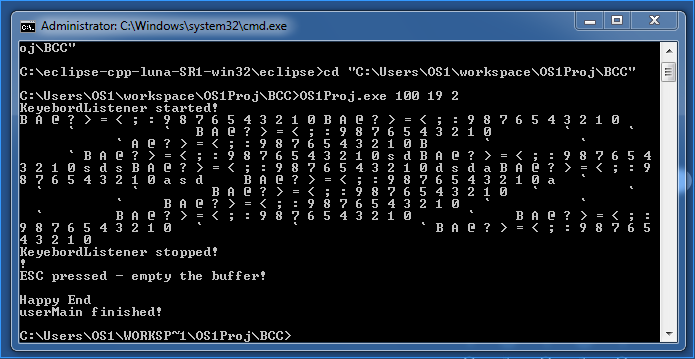 Administrator: C:\Windows\system32\cmd.exe
oj\BCC"
C:\eclipse-cpp-luna-SR1-win32\eclipse>cd "C:\Users\OS1\workspace\OS1Proj\BCC"
C:\Users\OS1\workspace\OS1Proj\BCC>OS1Proj.exe 100 19 2
KeyebordListener started!
B A @ ? > = < ; : 9 8 7 6 5 4 3 2 1 0 B A @ ? > = < ; : 9 8 7 6 5 4 3 2 1 0 `
` ` B A @ ? > = < ; : 9 8 7 6 5 4 3 2 1 0 ` ` `
` ` A @ ? > = < ; : 9 8 7 6 5 4 3 2 1 0 B ` `
` ` B A @ ? > = < ; : 9 8 7 6 5 4 3 2 1 0 s d B A @ ? > = < ; : 9 8 7 6 5 4
3 2 1 0 s d s B A @ ? > = < ; : 9 8 7 6 5 4 3 2 1 0 d s d a B A @ ? > = < ; : 9
8 7 6 5 4 3 2 1 0 a s d B A @ ? > = < ; : 9 8 7 6 5 4 3 2 1 0 a `
` ` ` B A @ ? > = < ; : 9 8 7 6 5 4 3 2 1 0 ` `
` ` B A @ ? > = < ; : 9 8 7 6 5 4 3 2 1 0 ` `
` B A @ ? > = < ; : 9 8 7 6 5 4 3 2 1 0 ` ` B A @ ? > = < ; :
9 8 7 6 5 4 3 2 1 0 ` ` ` B A @ ? > = < ; : 9 8 7 6 5
4 3 2 1 0
KeyebordListener stopped!
!
ESC pressed - empty the buffer!
Happy End
userMain finished!
C:\Users\OS1\WORKSP~1\OS1Proj\BCC>